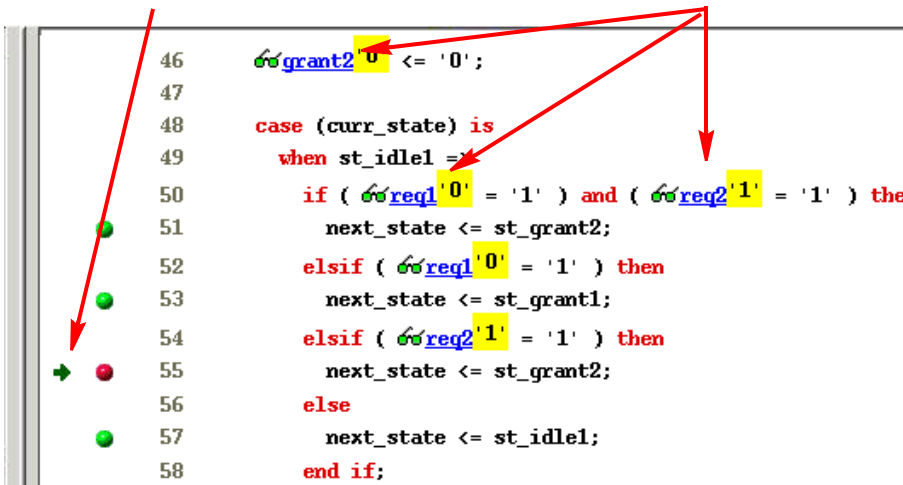 46 grant2'0' <= '0';
47
48 case (curr_state) is
49 when st_idle1 =>
50 if ( req1'0' = '1' ) and ( req2'1' = '1' ) the
51 next_state <= st_grant2;
52 elsif ( req1'0' = '1' ) then
53 next_state <= st_grant1;
54 elsif ( req2'1' = '1' ) then
55 next_state <= st_grant2;
56 else
57 next_state <= st_idle1;
58 end if;